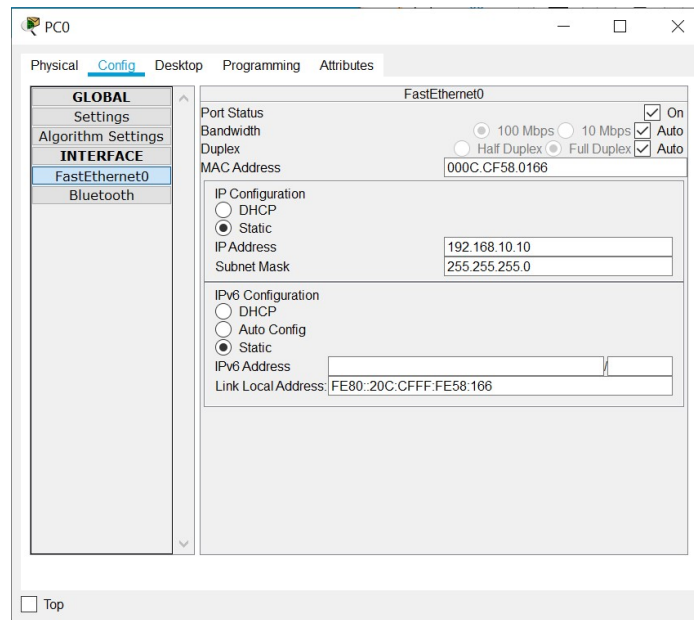 PC0
Physical Config Desktop Programming Attributes
GLOBAL
Settings
Algorithm Settings
INTERFACE
FastEthernet0
Bluetooth
FastEthernet0
Port Status On
Bandwidth 100 Mbps 10 Mbps Auto
Duplex Half Duplex Full Duplex Auto
MAC Address 000C.CF58.0166
IP Configuration
DHCP
Static
IP Address 192.168.10.10
Subnet Mask 255.255.255.0
IPv6 Configuration
DHCP
Auto Config
Static
IPv6 Address /
Link Local Address: FE80::20C:CFFF:FE58:166
Top